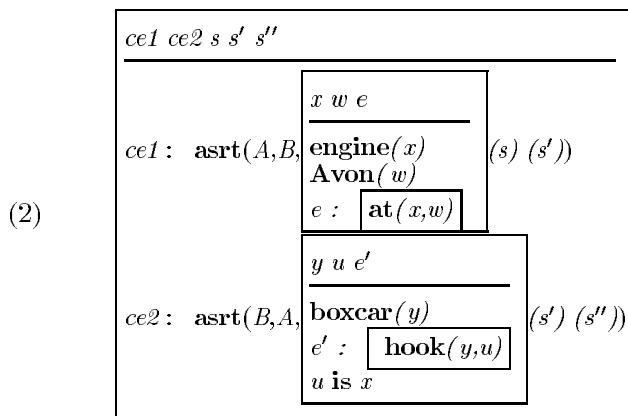 ce1 ce2 s s′ s″
x w e
ce1 : asrt(A,B, engine(x) (s) (s′))
Avon(w)
e : at(x,w)
(2)
y u e′
ce2 : asrt(B,A, boxcar(y) (s′) (s″))
e′ : hook(y,u)
u is x